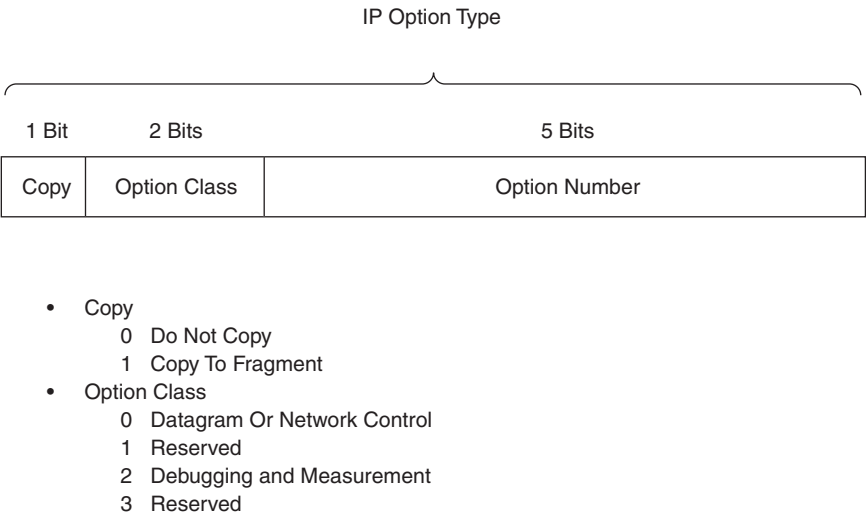 IP Option Type
1 Bit 2 Bits 5 Bits
Copy Option Class Option Number
• Copy
0 Do Not Copy
1 Copy To Fragment
• Option Class
0 Datagram Or Network Control
1 Reserved
2 Debugging and Measurement
3 Reserved